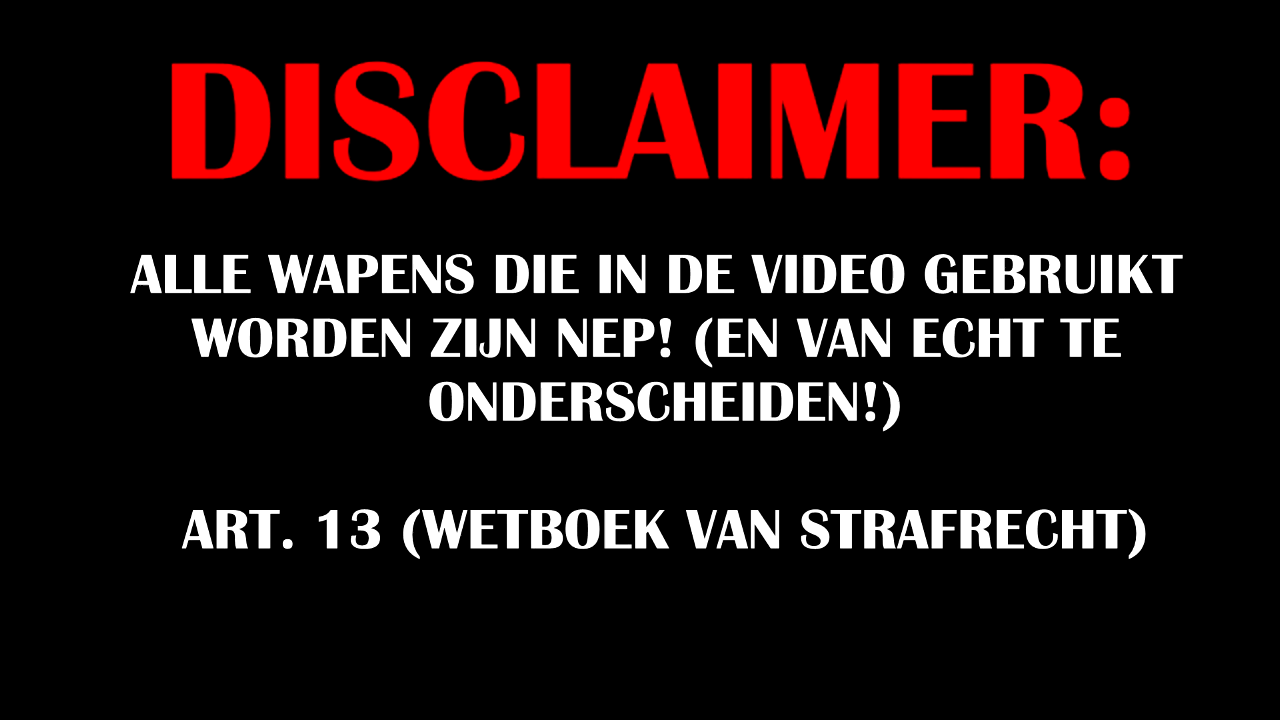 DISCLAIMER:
ALLE WAPENS DIE IN DE VIDEO GEBRUIKT
WORDEN ZIJN NEP! (EN VAN ECHT TE
ONDERSCHEIDEN!)
ART. 13 (WETBOEK VAN STRAFRECHT)